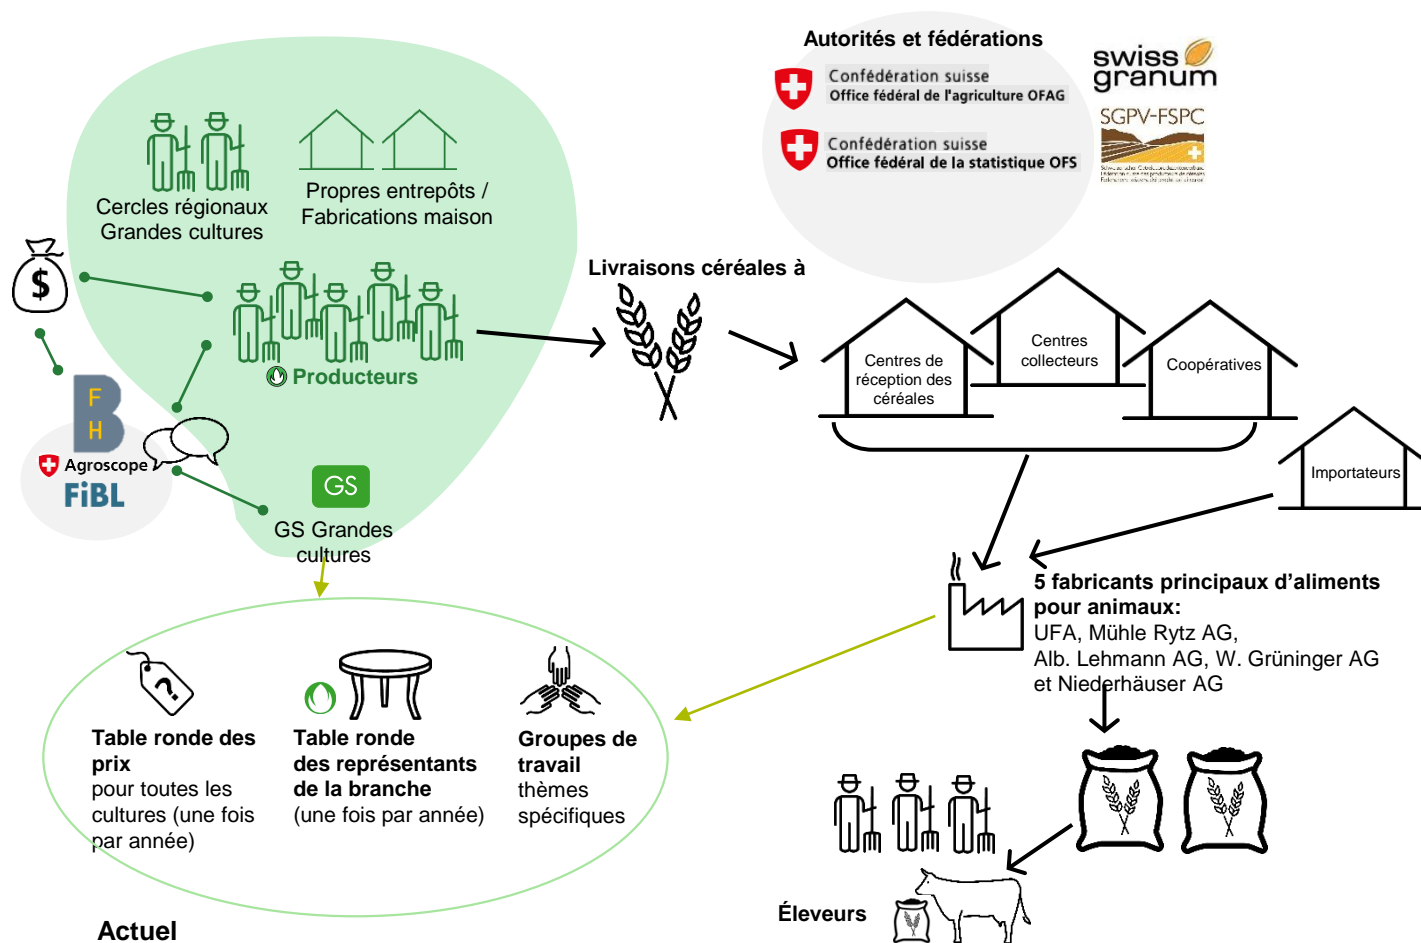 Autorités et fédérations
Confédération suisse
Office fédéral de l'agriculture OFAG
Confédération suisse
Office fédéral de la statistique OFS
swiss
granum
SGPV-FSPC
Cercles régionaux
Grandes cultures
Propres entrepôts /
Fabrications maison
$
Producteurs
Livraisons céréales à
Centres de
réception des
céréales
Centres
collecteurs
Coopératives
Importateurs
B
F
H
Agroscope
FiBL
GS
GS Grandes
cultures
5 fabricants principaux d’aliments
pour animaux:
UFA, Mühle Rytz AG,
Alb. Lehmann AG, W. Grüninger AG
et Niederhäuser AG
?
Table ronde des
prix
pour toutes les
cultures (une fois
par année)
Table ronde
des représentants
de la branche
(une fois par année)
Groupes de
travail
thèmes
spécifiques
Éleveurs
Actuel